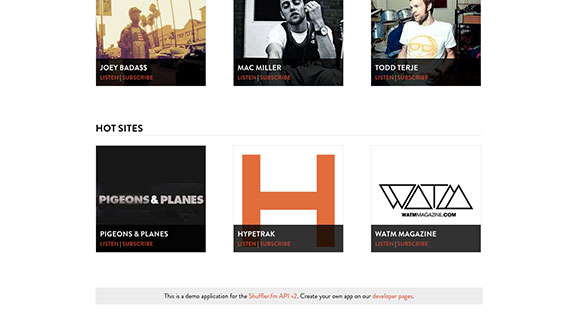 JOEY BADA$$
LISTEN | SUBSCRIBE
MAC MILLER
LISTEN | SUBSCRIBE
TODD TERJE
LISTEN | SUBSCRIBE
HOT SITES
PIGEONS & PLANES
PIGEONS & PLANES
LISTEN | SUBSCRIBE
H
HYPETRAK
LISTEN | SUBSCRIBE
WATM
WATMMAGAZINE.COM
WATM MAGAZINE
LISTEN | SUBSCRIBE
This is a demo application for the Shuffler.fm API v2. Create your own app on our developer pages.